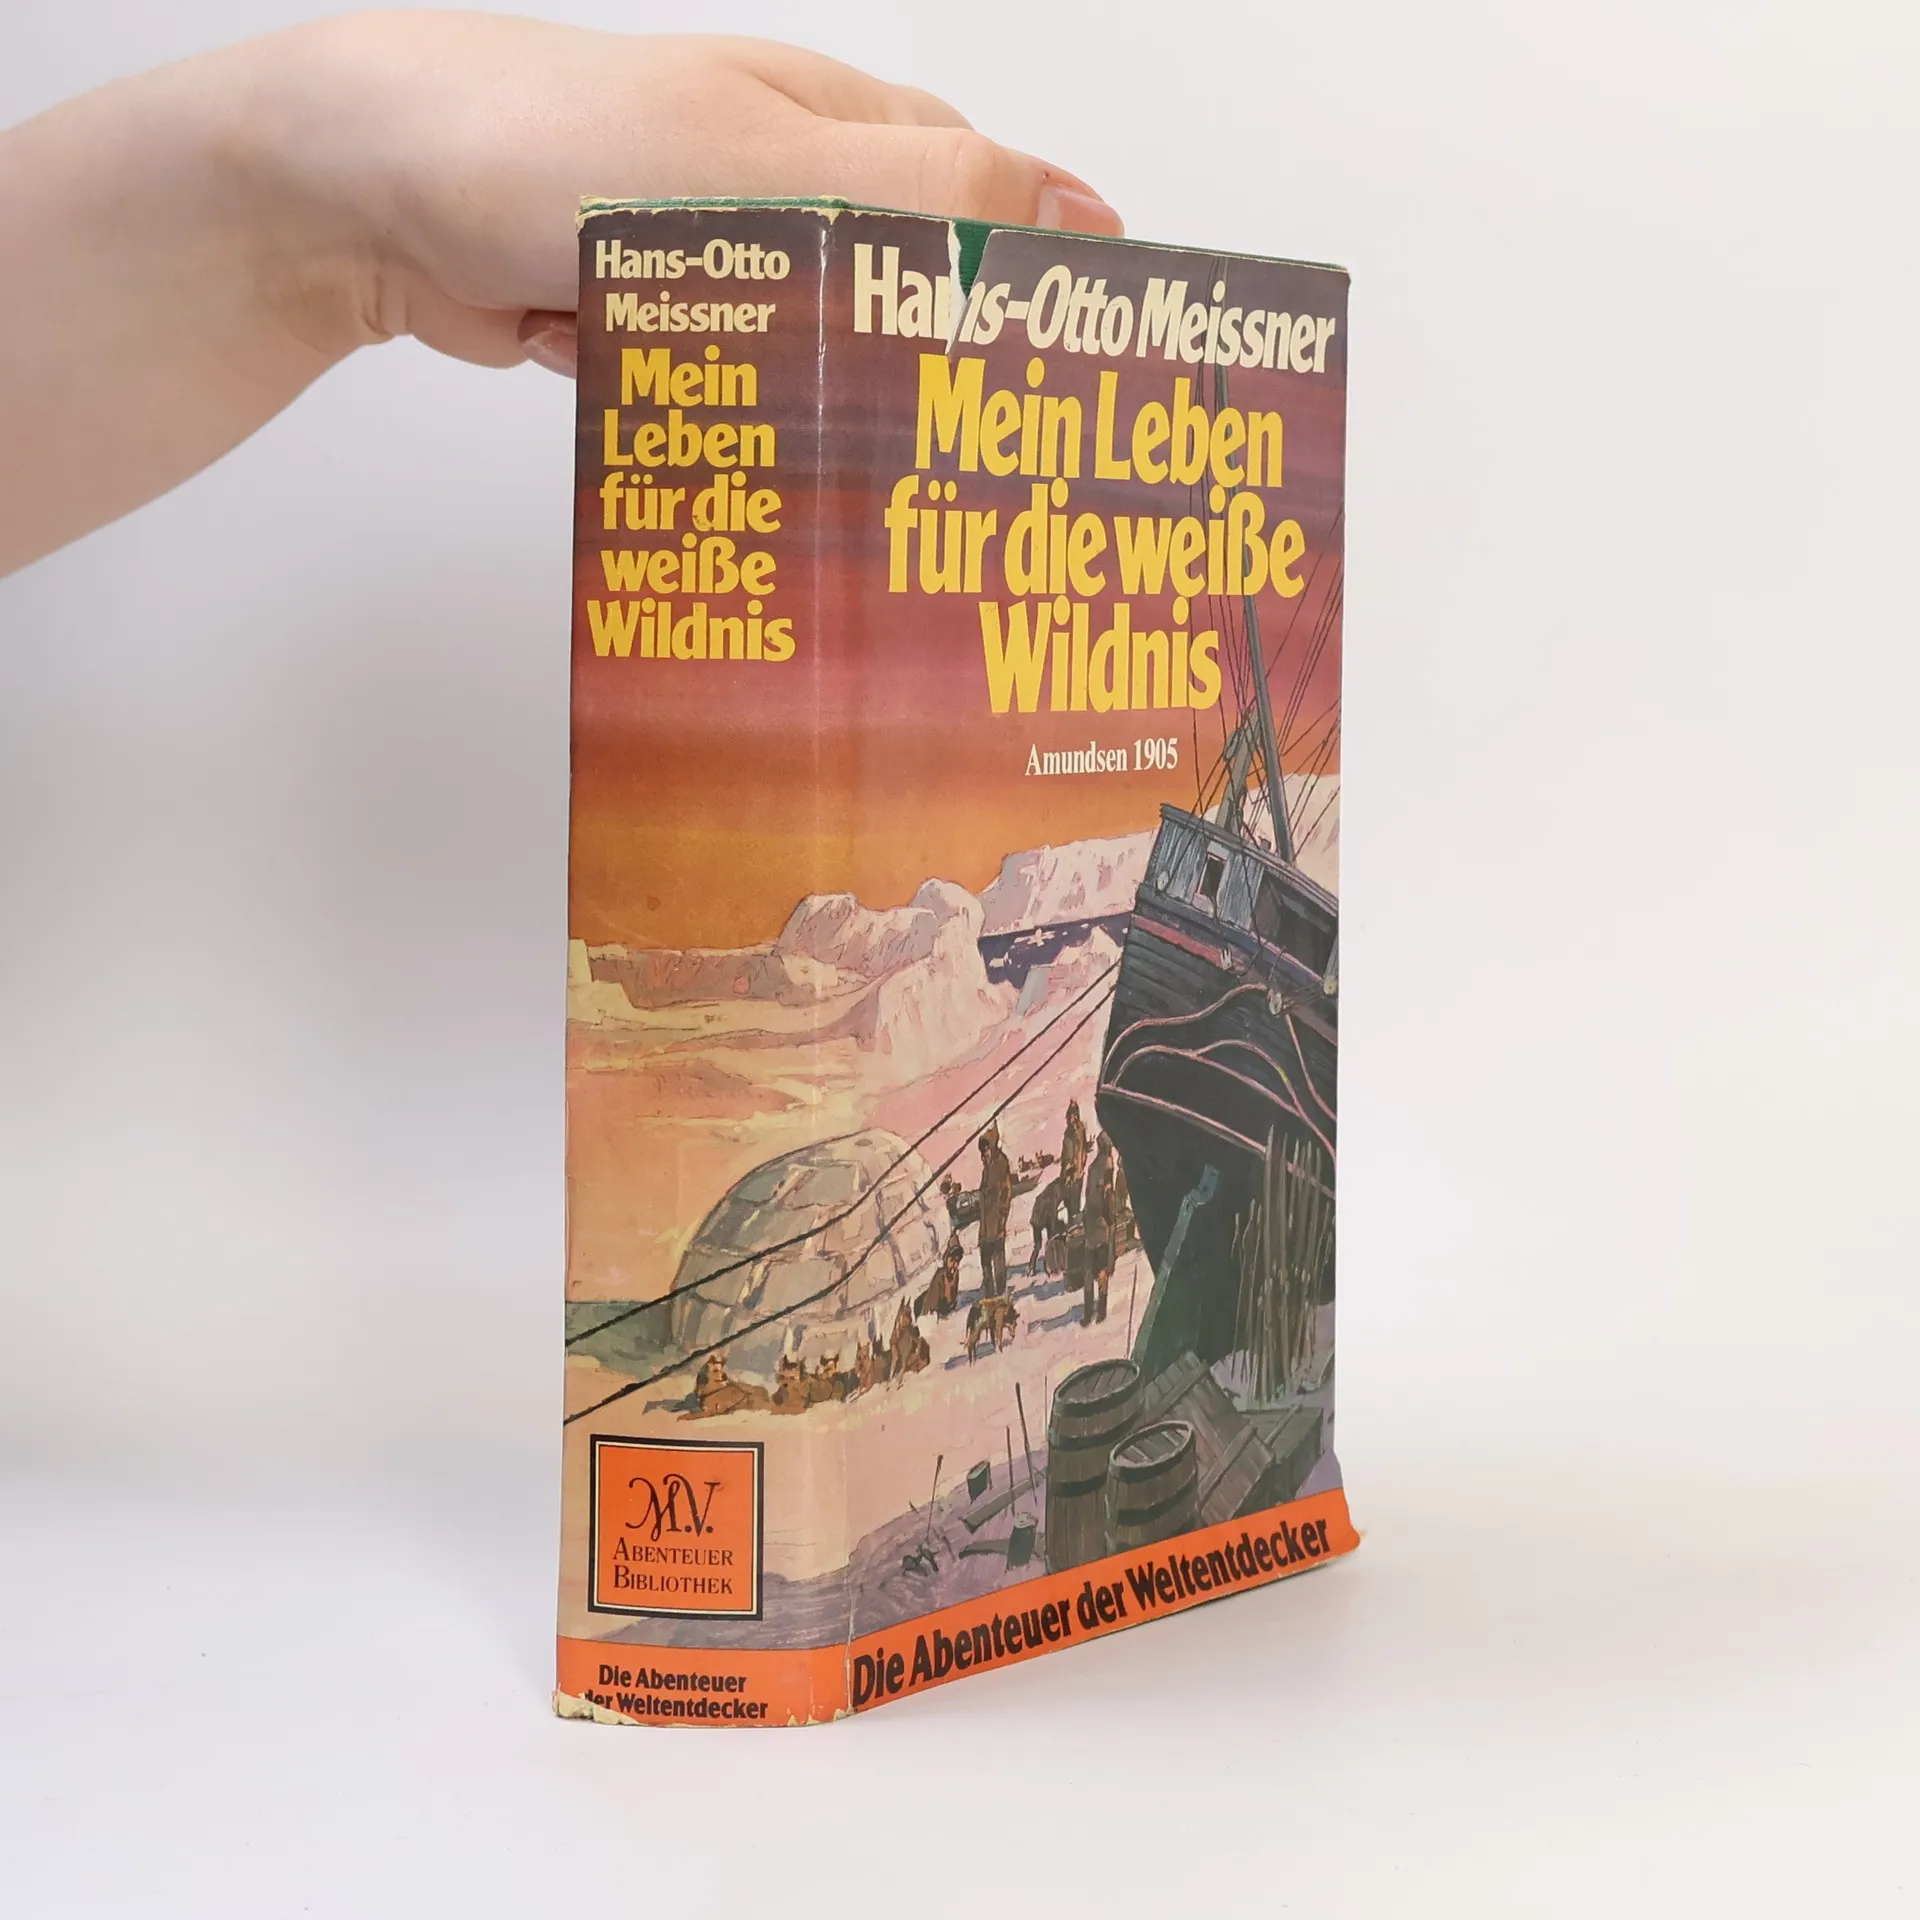 Hans-Otto
Meissner
Mein
Leben
für die
weiße
Wildnis
M.V.
ABENTEUER
BIBLIOTHEK
Die Abenteuer
der Weltentdecker
Hans-Otto Meissner
Mein Leben
für die weiße
Wildnis
Amundsen 1905
Die Abenteuer der Weltentdecker